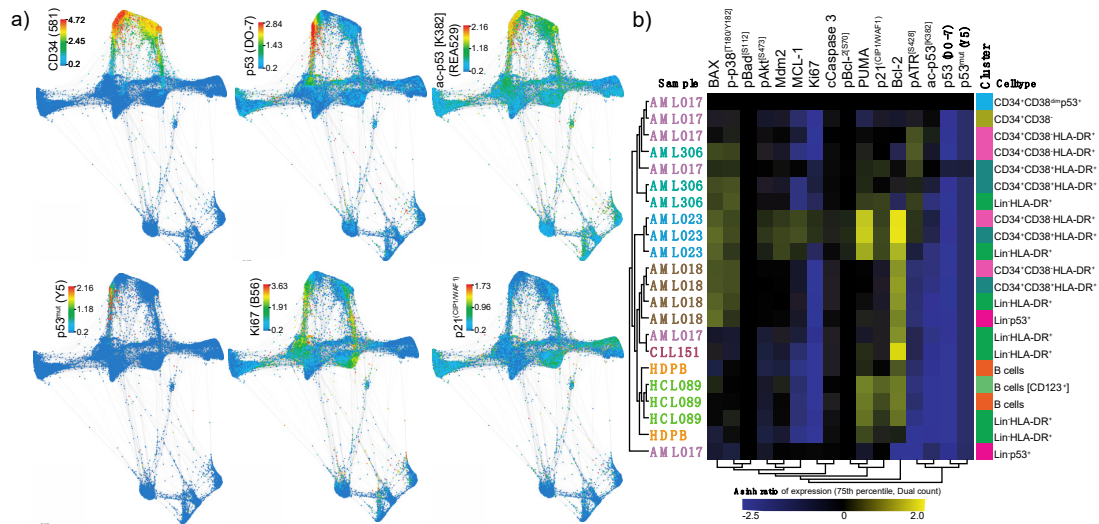 a)
CD34 (581)
4.72
2.45
0.2
p53 (DO-7)
2.84
1.43
0.2
ac-p53 [K382]
(REA529)
2.16
1.25
0.2
p53mut (Y5)
2.16
1.25
0.2
Ki67 (B56)
3.63
1.95
0.2
p21(CIP1/WAF1)
1.73
0.96
0.2
b)
Sample
BAX
p-p38[T180/Y182]
pBad[S112]
pAkt[S473]
Mdm2
MCL-1
Ki67
cCaspase 3
pBcl-2[S70]
PUMA
p21(CIP1/WAF1)
Bcl-2
pATR[S428]
ac-p53[K382]
p53 (DO-7)
p53mut (Y5)
Cluster
Celltype
AML017 CD34+CD38dimp53+
AML017 CD34+CD38-
AML017 CD34+CD38-HLA-DR+
AML306 CD34+CD38-HLA-DR+
AML017 CD34+CD38+HLA-DR+
AML306 CD34+CD38+HLA-DR+
AML306 Lin-HLA-DR+
AML023 CD34+CD38-HLA-DR+
AML023 CD34+CD38+HLA-DR+
AML023 Lin-HLA-DR+
AML018 CD34+CD38-HLA-DR+
AML018 CD34+CD38+HLA-DR+
AML018 Lin-HLA-DR+
AML018 Lin-p53+
AML017 Lin-HLA-DR+
CLL151 Lin-HLA-DR+
HDPB B cells
HCL089 B cells [CD123+]
HCL089 B cells
HCL089 Lin-HLA-DR+
HDPB Lin-HLA-DR+
AML017 Lin-p53+
Asinh ratio of expression (75th percentile, Dual count)
-2.5 0 2.0